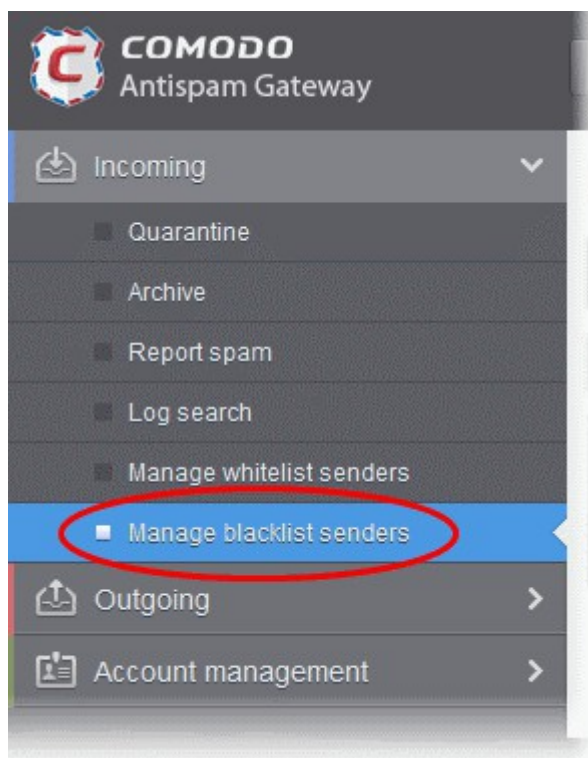 COMODO
Antispam Gateway
Incoming
Quarantine
Archive
Report spam
Log search
Manage whitelist senders
Manage blacklist senders
Outgoing
Account management